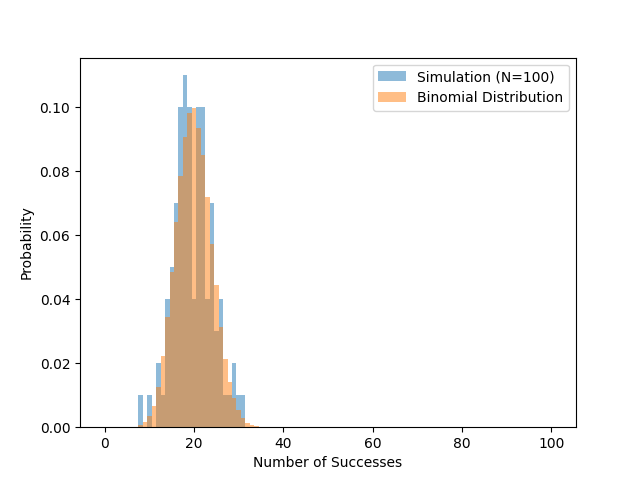 Simulation (N=100)
Binomial Distribution
0.10
0.08
0.06
0.04
0.02
0.00
Probability
0 20 40 60 80 100
Number of Successes